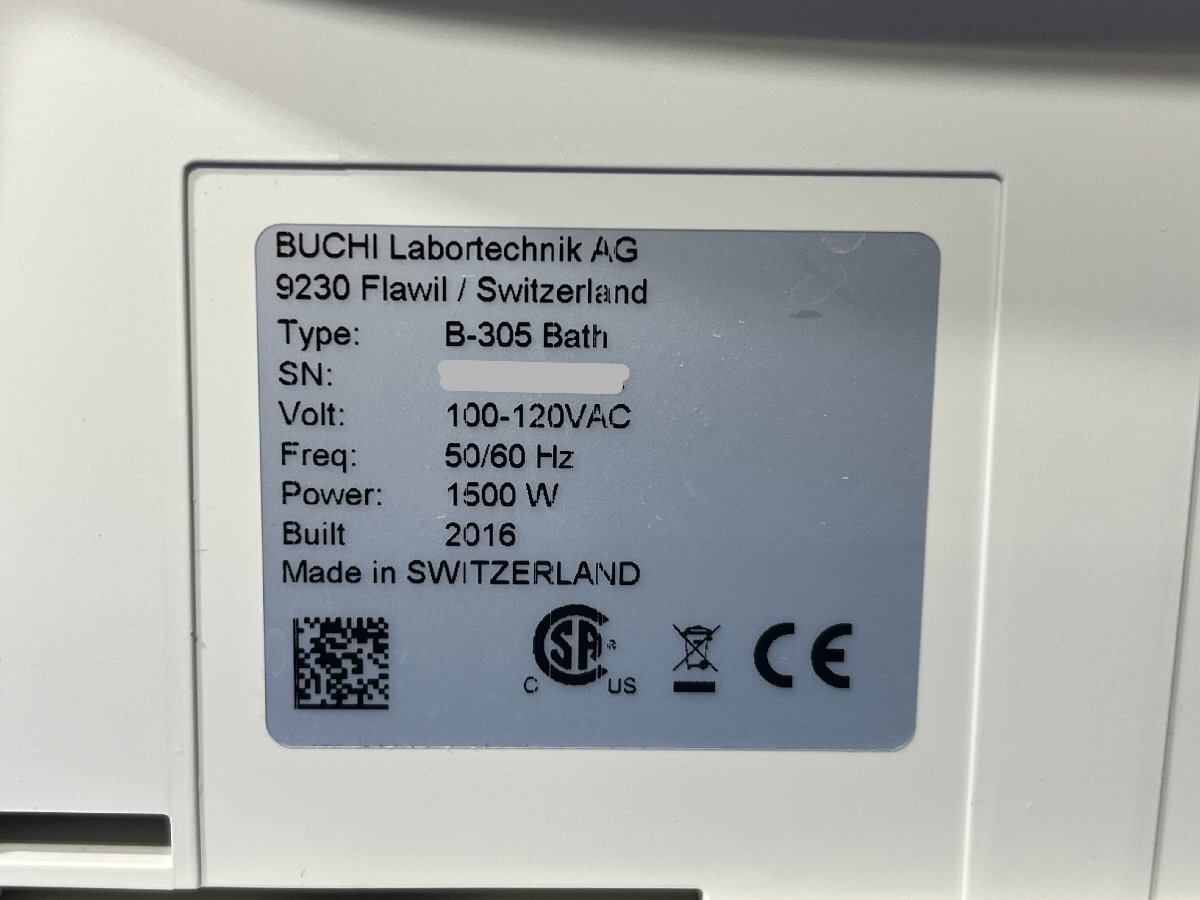 BUCHI Labortechnik AG
9230 Flawil / Switzerland
Type: B-305 Bath
SN:
Volt: 100-120VAC
Freq: 50/60 Hz
Power: 1500 W
Built 2016
Made in SWITZERLAND
C SA ® US CE